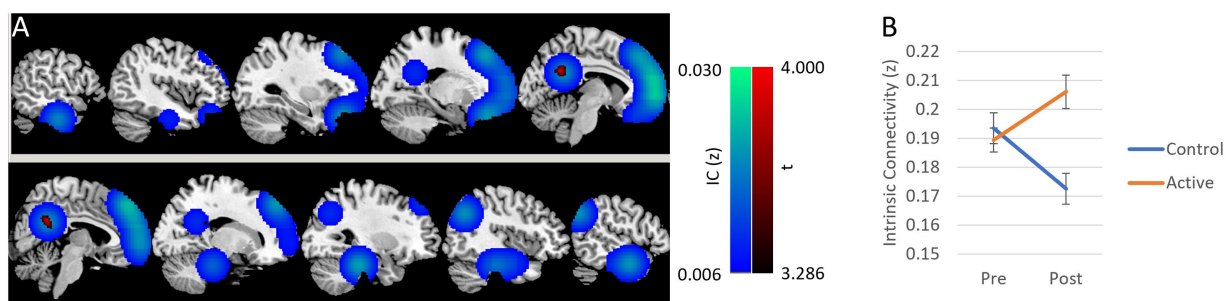 A
0.030
4.000
IC (z)
t
0.006
3.286
B
0.22
0.21
0.2
0.19
0.18
0.17
0.16
0.15
Intrinsic Connectivity (z)
Pre
Post
Control
Active